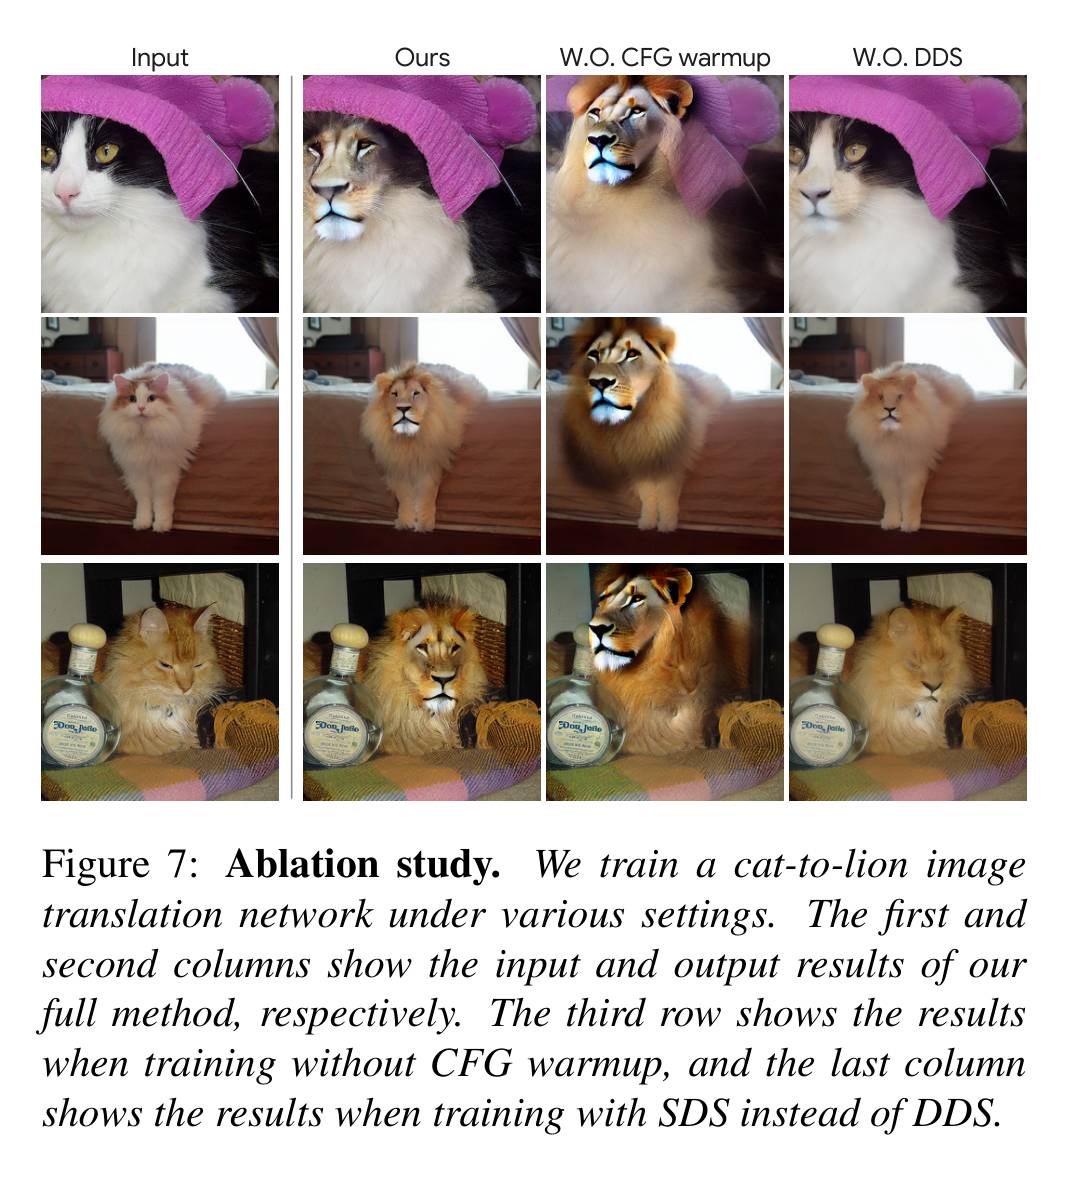 Input Ours W.O. CFG warmup W.O. DDS
Figure 7: Ablation study. We train a cat-to-lion image
translation network under various settings. The first and
second columns show the input and output results of our
full method, respectively. The third row shows the results
when training without CFG warmup, and the last column
shows the results when training with SDS instead of DDS.